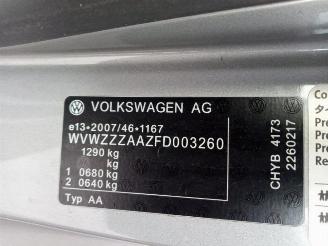 VOLKSWAGEN AG
e13*2007/46*1167
WVWZZZAAZFD003260
1290 kg
kg
1 0680 kg
2 0640 kg
Typ AA
CHYB 4173
2260217